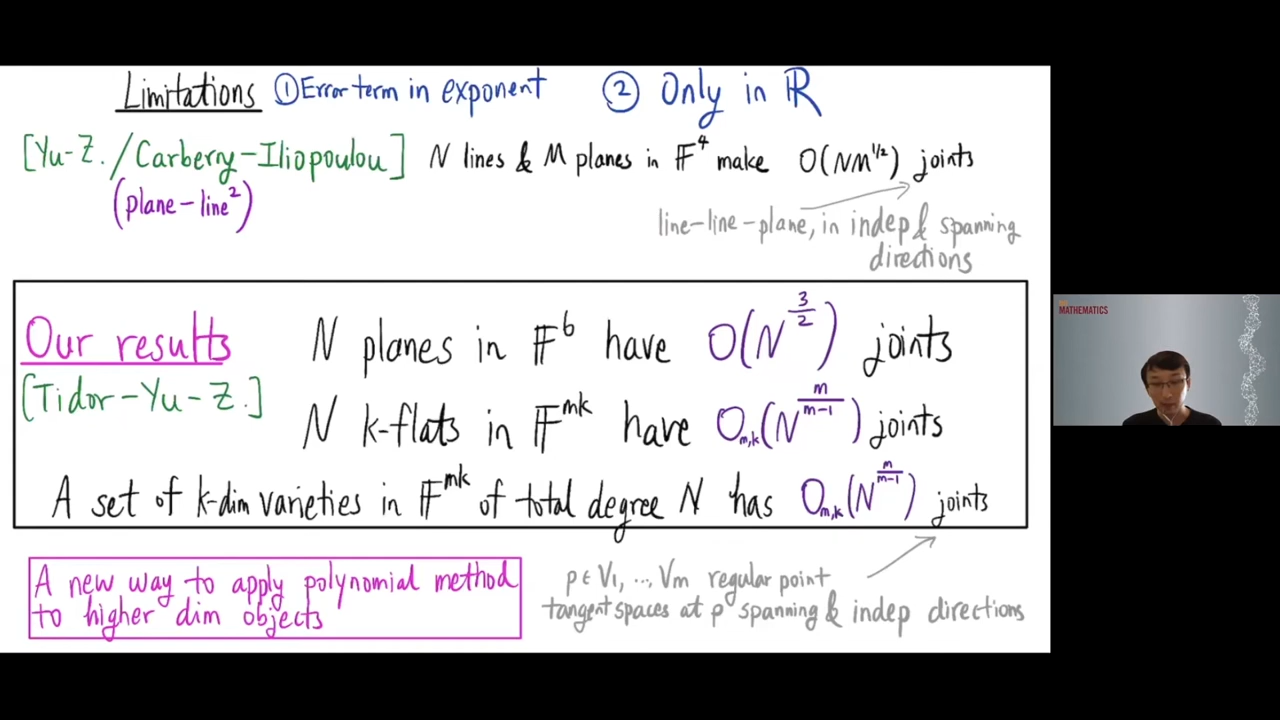 Limitations ① Error term in exponent ② Only in ℝ
[Yu-Z. / Carbery-Iliopoulou] N lines & M planes in 𝔽⁴ make O(NM^{1/2}) joints
(plane-line²)
line-line-plane, in indep & spanning
directions
Our results
N planes in 𝔽⁶ have O(N^{3/2}) joints
[Tidor-Yu-Z.]
N k-flats in 𝔽^{mk} have O_{m,k}(N^{m/(m-1)}) joints
A set of k-dim varieties in 𝔽^{mk} of total degree N has O_{m,k}(N^{m/(m-1)}) joints
A new way to apply polynomial method
to higher dim objects
p ∈ V₁, ..., Vm regular point
tangent spaces at p spanning & indep directions
MATHEMATICS